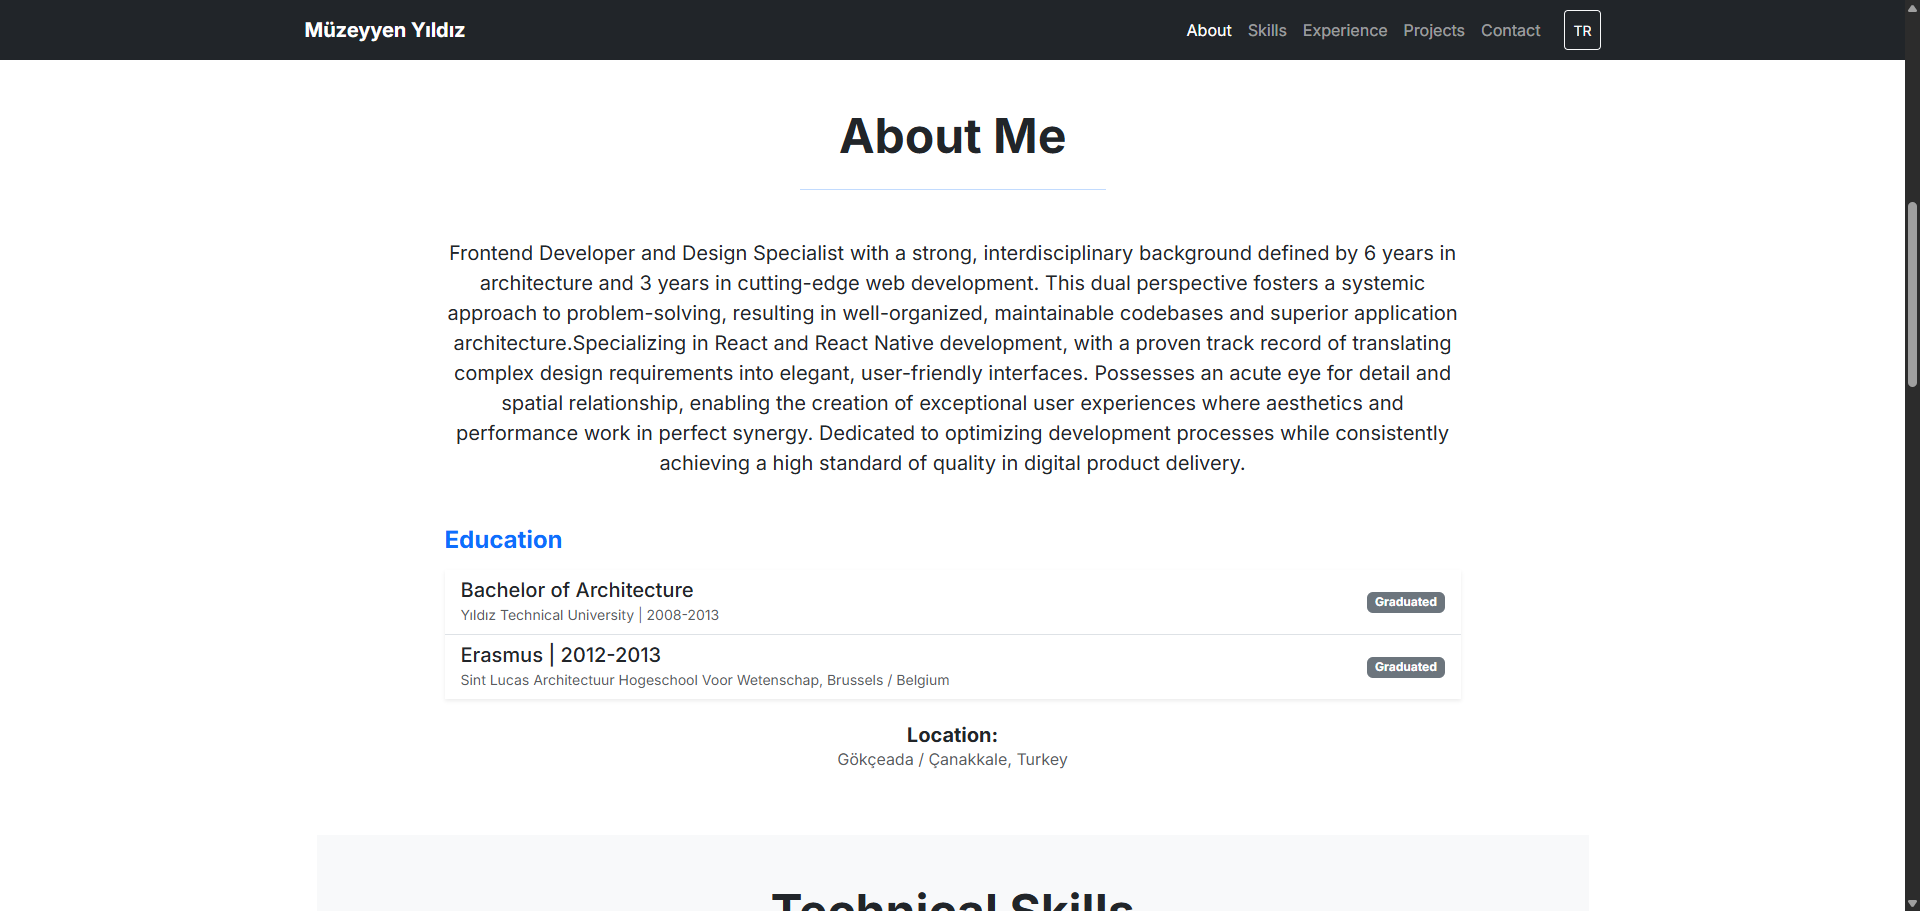 Müzeyyen Yıldız
About Skills Experience Projects Contact TR
About Me
Frontend Developer and Design Specialist with a strong, interdisciplinary background defined by 6 years in
architecture and 3 years in cutting-edge web development. This dual perspective fosters a systemic
approach to problem-solving, resulting in well-organized, maintainable codebases and superior application
architecture.Specializing in React and React Native development, with a proven track record of translating
complex design requirements into elegant, user-friendly interfaces. Possesses an acute eye for detail and
spatial relationship, enabling the creation of exceptional user experiences where aesthetics and
performance work in perfect synergy. Dedicated to optimizing development processes while consistently
achieving a high standard of quality in digital product delivery.
Education
Bachelor of Architecture
Yıldız Technical University | 2008-2013
Graduated
Erasmus | 2012-2013
Sint Lucas Architectuur Hogeschool Voor Wetenschap, Brussels / Belgium
Graduated
Location:
Gökçeada / Çanakkale, Turkey
Technical Skills